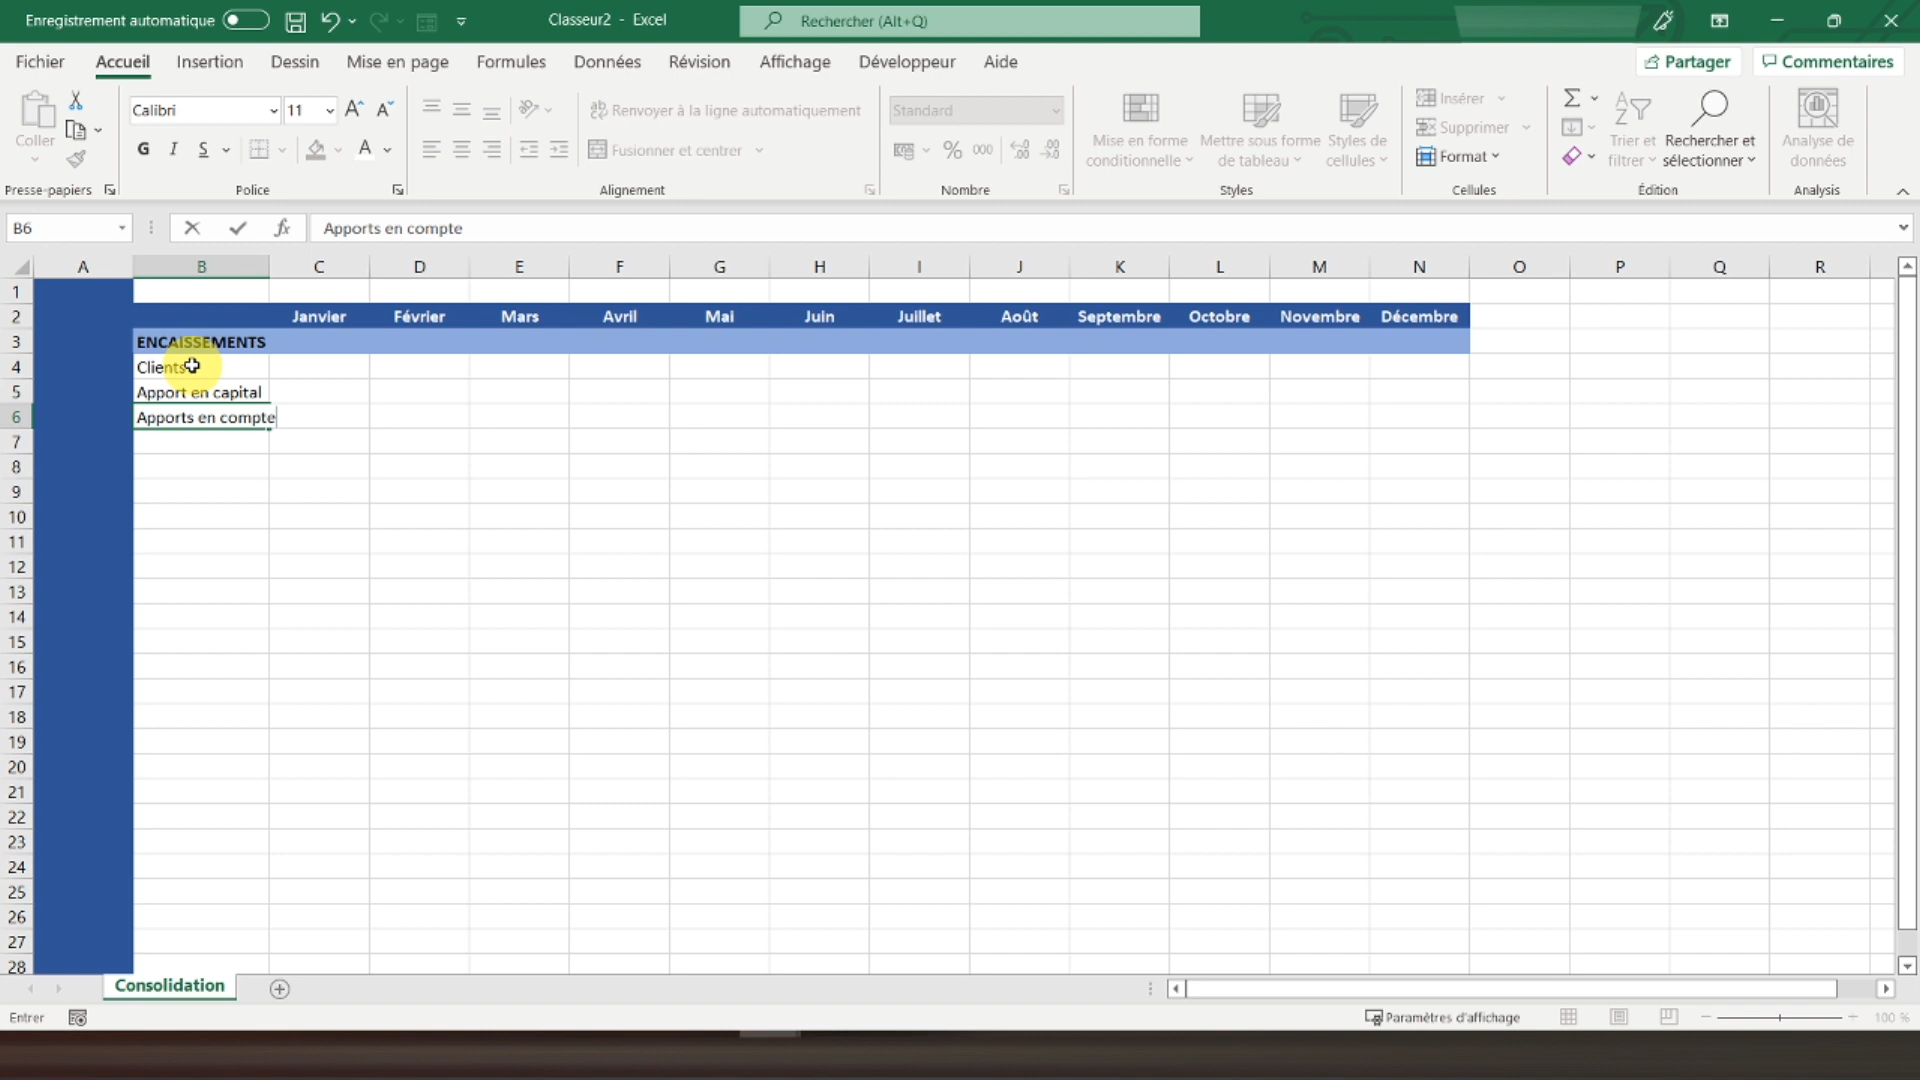 Enregistrement automatique
Classeur2 - Excel
Rechercher (Alt+Q)
Fichier Accueil Insertion Dessin Mise en page Formules Données Révision Affichage Développeur Aide
Partager Commentaires
Coller
Presse-papiers
Calibri 11
G I S A
Police
Renvoyer à la ligne automatiquement
Fusionner et centrer
Alignement
Standard
% 000
Nombre
Mise en forme conditionnelle
Mettre sous forme de tableau
Styles de cellules
Styles
Insérer
Supprimer
Format
Cellules
Trier et filtrer
Rechercher et sélectionner
Édition
Analyse de données
Analysis
B6 fx Apports en compte
A B C D E F G H I J K L M N O P Q R
1
2 Janvier Février Mars Avril Mai Juin Juillet Août Septembre Octobre Novembre Décembre
3 ENCAISSEMENTS
4 Clients
5 Apport en capital
6 Apports en compte
7
8
9
10
11
12
13
14
15
16
17
18
19
20
21
22
23
24
25
26
27
28
Consolidation
Entrer
Paramètres d'affichage
100 %